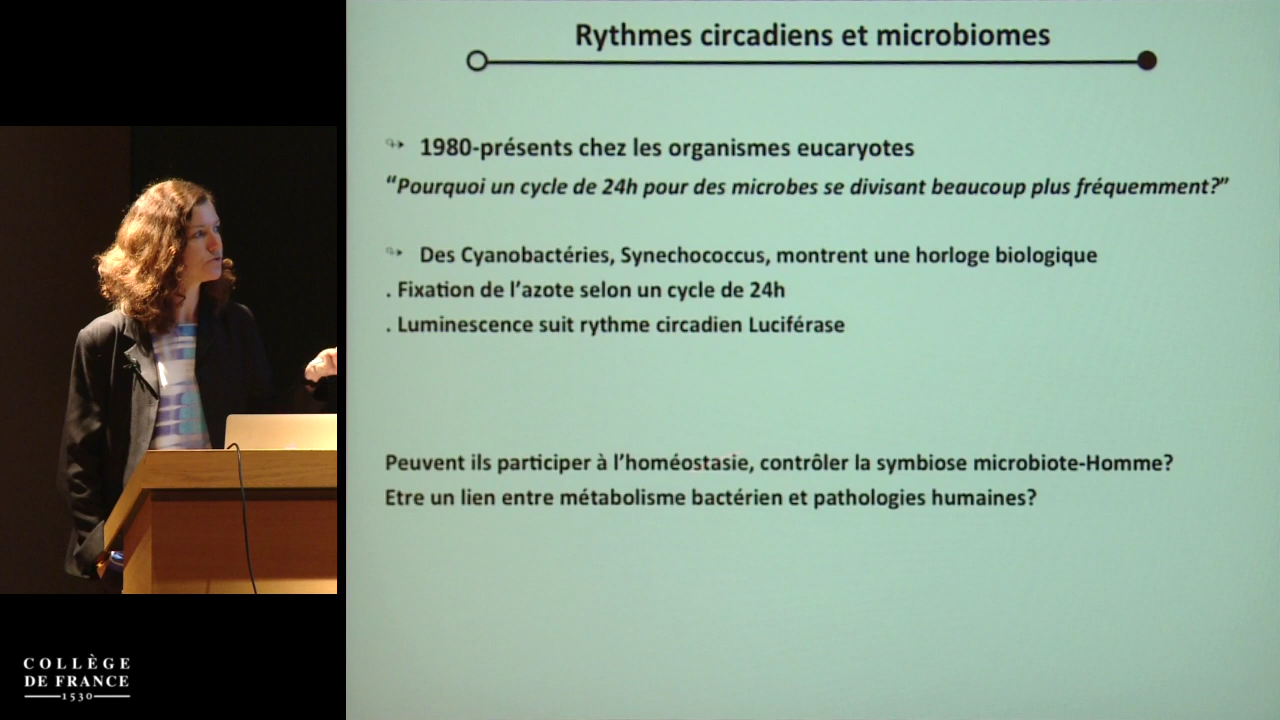 Rythmes circadiens et microbiomes
1980-présents chez les organismes eucaryotes
“Pourquoi un cycle de 24h pour des microbes se divisant beaucoup plus fréquemment?”
Des Cyanobactéries, Synechococcus, montrent une horloge biologique
. Fixation de l’azote selon un cycle de 24h
. Luminescence suit rythme circadien Luciférase
Peuvent ils participer à l’homéostasie, contrôler la symbiose microbiote-Homme?
Etre un lien entre métabolisme bactérien et pathologies humaines?
COLLÈGE
DE FRANCE
1530